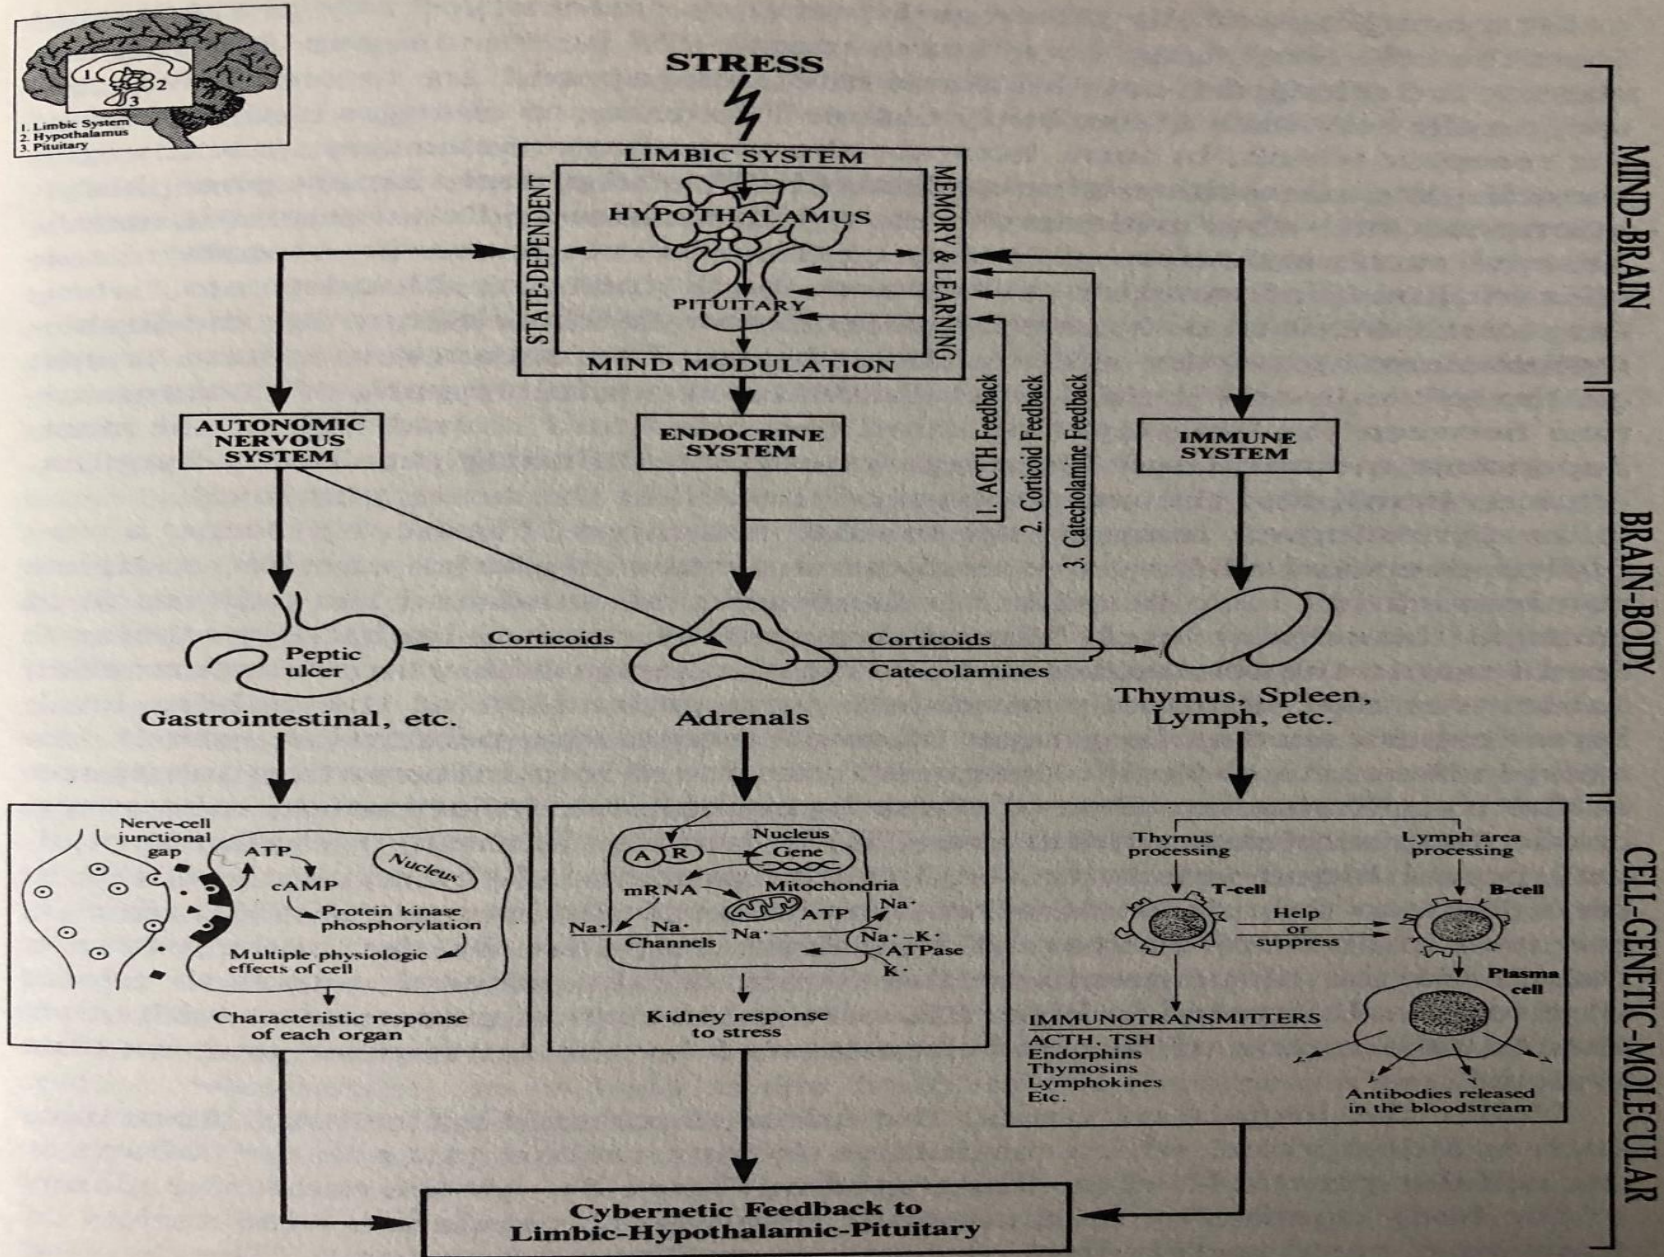 1
2
3
1. Limbic System
2. Hypothalamus
3. Pituitary
STRESS
LIMBIC SYSTEM
STATE-DEPENDENT
HYPOTHALAMUS
PITUITARY
MEMORY & LEARNING
MIND MODULATION
MIND-BRAIN
AUTONOMIC
NERVOUS
SYSTEM
ENDOCRINE
SYSTEM
1. ACTH Feedback
2. Corticoid Feedback
3. Catecholamine Feedback
IMMUNE
SYSTEM
BRAIN-BODY
Peptic
ulcer
Corticoids
Corticoids
Catecolamines
Gastrointestinal, etc.
Adrenals
Thymus, Spleen,
Lymph, etc.
Nerve-cell
junctional
gap
ATP
cAMP
Nucleus
Protein kinase
phosphorylation
Multiple physiologic
effects of cell
Characteristic response
of each organ
Nucleus
A R
Gene
mRNA
Mitochondria
ATP
Na+
Na+
Na+
Na+
Channels
Na+-K+
ATPase
K+
Kidney response
to stress
Thymus
processing
Lymph area
processing
T-cell
B-cell
Help
or
suppress
Plasma
cell
IMMUNOTRANSMITTERS
ACTH, TSH
Endorphins
Thymosins
Lymphokines
Etc.
Antibodies released
in the bloodstream
CELL-GENETIC-MOLECULAR
Cybernetic Feedback to
Limbic-Hypothalamic-Pituitary